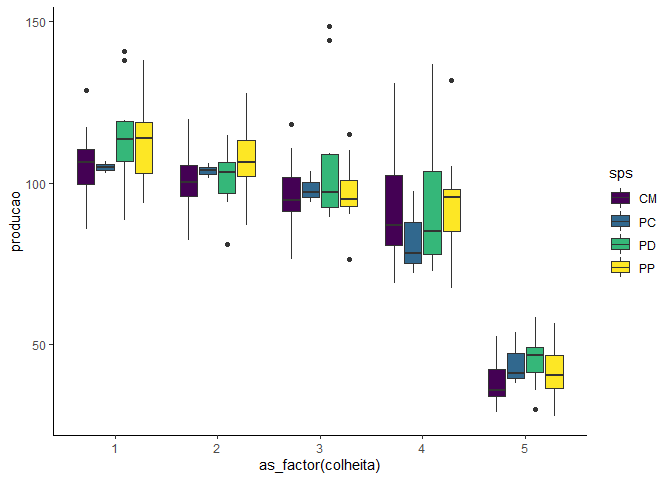 150
100
50
producao
1 2 3 4 5
as_factor(colheita)
sps
CM
PC
PD
PP